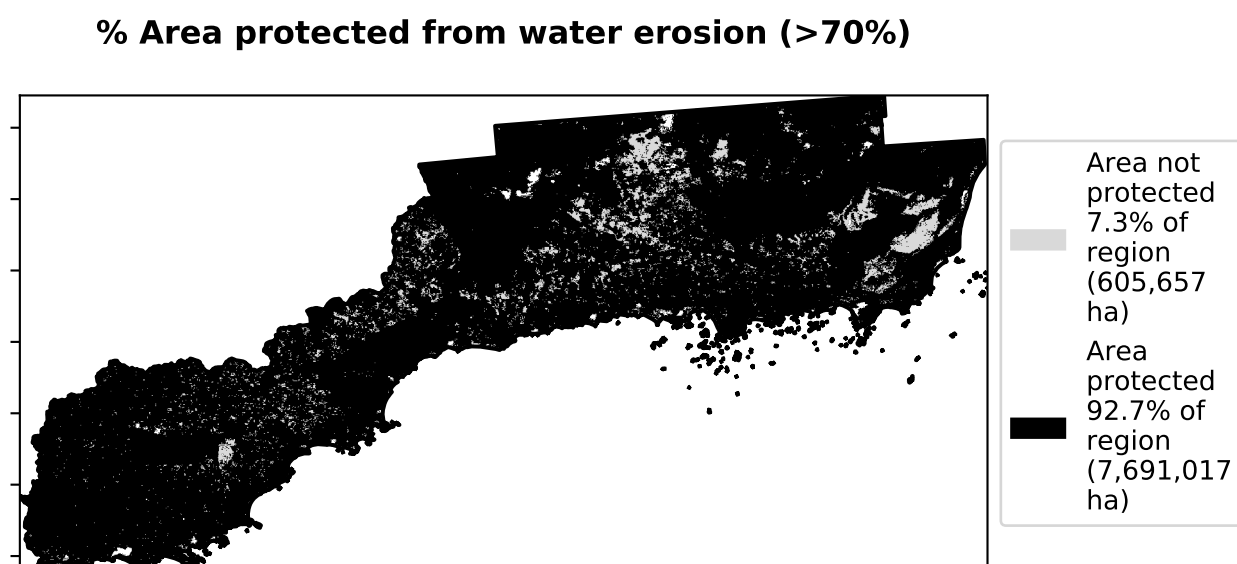 % Area protected from water erosion (>70%)
Area not
protected
7.3% of
region
(605,657
ha)
Area
protected
92.7% of
region
(7,691,017
ha)